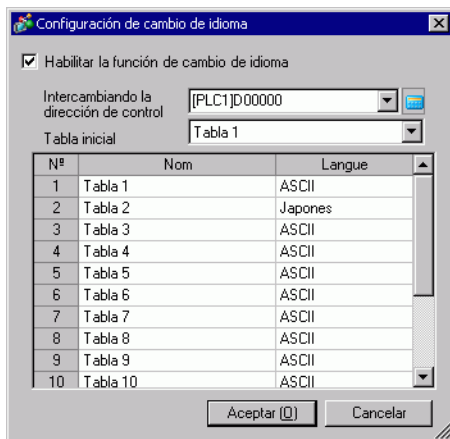 Configuración de cambio de idioma
Habilitar la función de cambio de idioma
Intercambiando la
dirección de control
[PLC1]D00000
Tabla inicial
Tabla 1
Nº Nom Langue
1 Tabla 1 ASCII
2 Tabla 2 Japones
3 Tabla 3 ASCII
4 Tabla 4 ASCII
5 Tabla 5 ASCII
6 Tabla 6 ASCII
7 Tabla 7 ASCII
8 Tabla 8 ASCII
9 Tabla 9 ASCII
10 Tabla 10 ASCII
Aceptar (O) Cancelar